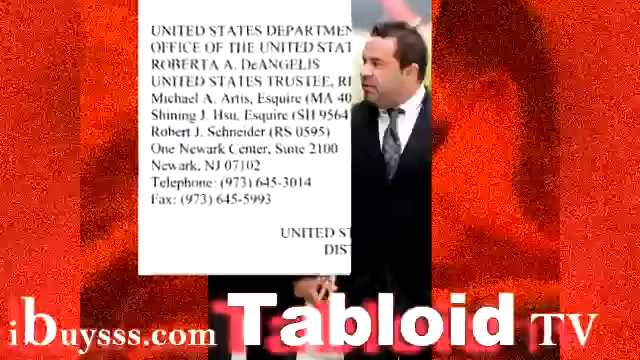 UNITED STATES DEPARTMEN
OFFICE OF THE UNITED STAT
ROBERTA A. DeANGELIS
UNITED STATES TRUSTEE, RE
Michael A. Artis, Esquire (MA 40
Shining J. Hsu, Esquire (SH 9564
Robert J. Schneider (RS 0595)
One Newark Center, Suite 2100
Newark, NJ 07102
Telephone: (973) 645-3014
Fax: (973) 645-5993
UNITED ST
DIST
iBuysss.com Tabloid TV